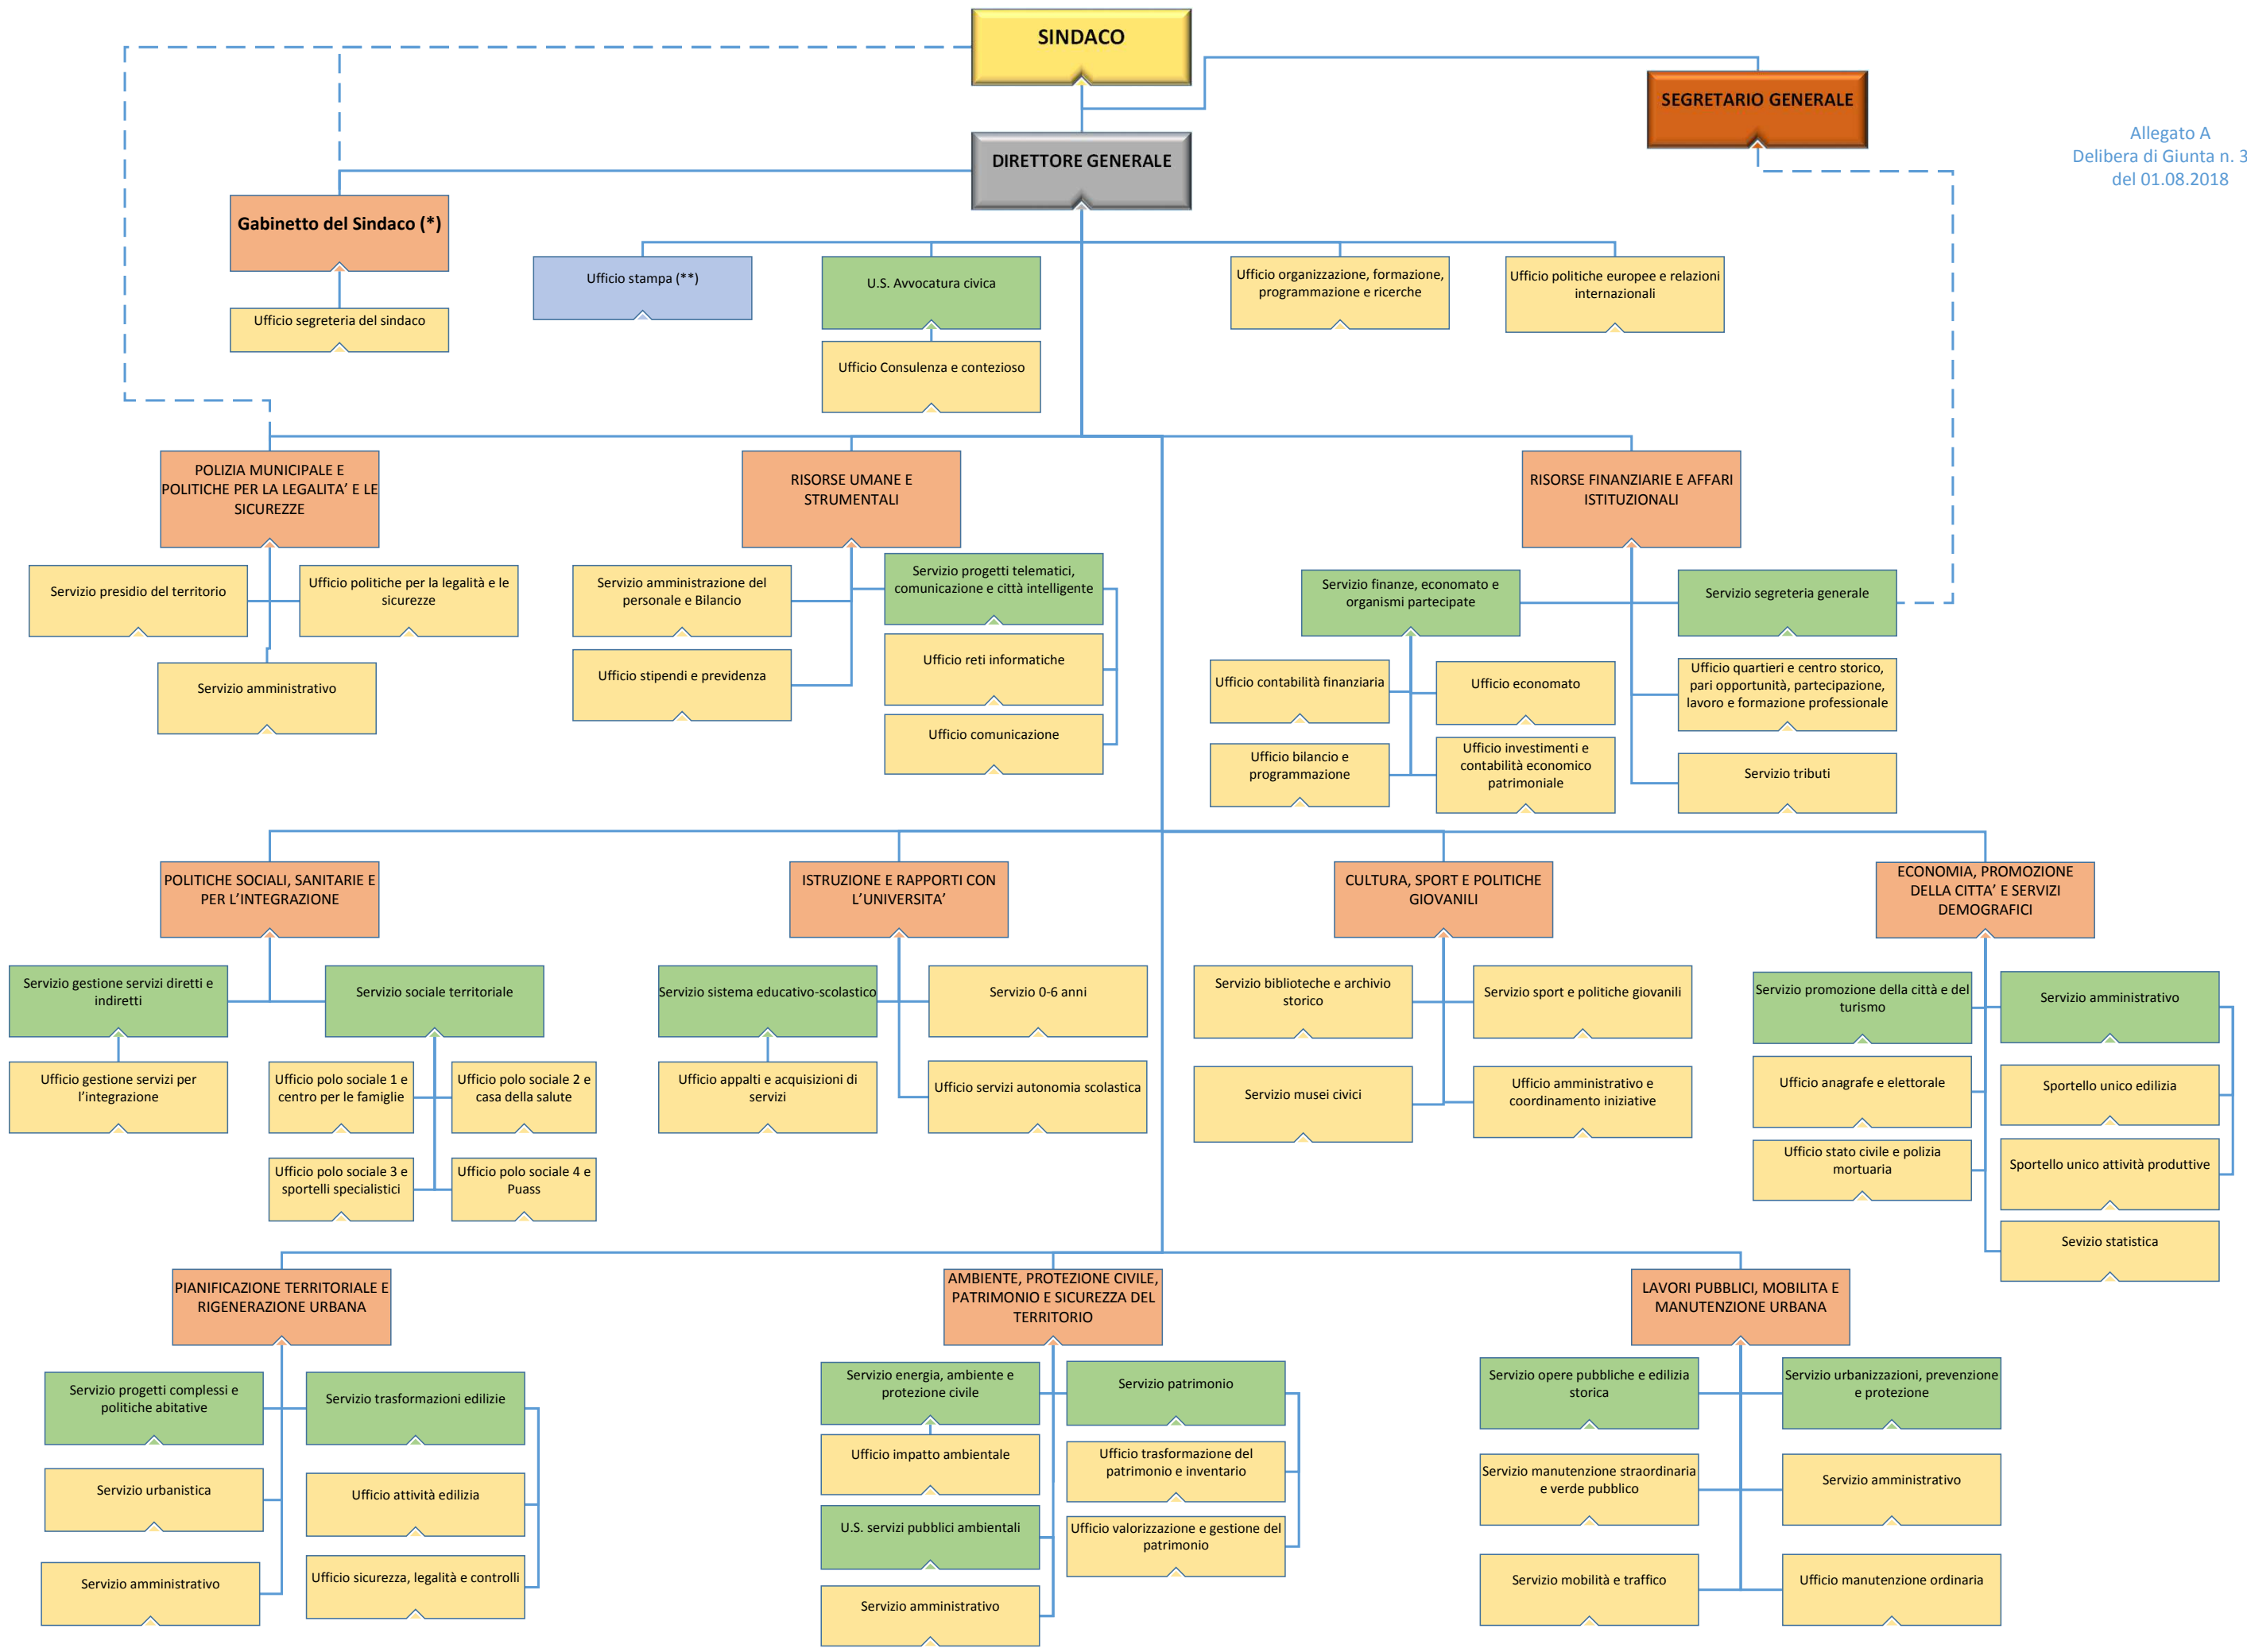 SINDACO
SEGRETARIO GENERALE
Allegato A
Delibera di Giunta n. 3
del 01.08.2018
DIRETTORE GENERALE
Gabinetto del Sindaco (*)
Ufficio segreteria del sindaco
Ufficio stampa (**)
U.S. Avvocatura civica
Ufficio Consulenza e contezioso
Ufficio organizzazione, formazione,
programmazione e ricerche
Ufficio politiche europee e relazioni
internazionali
POLIZIA MUNICIPALE E
POLITICHE PER LA LEGALITA’ E LE
SICUREZZE
Servizio presidio del territorio
Ufficio politiche per la legalità e le
sicurezze
Servizio amministrativo
RISORSE UMANE E
STRUMENTALI
Servizio amministrazione del
personale e Bilancio
Servizio progetti telematici,
comunicazione e città intelligente
Ufficio stipendi e previdenza
Ufficio reti informatiche
Ufficio comunicazione
RISORSE FINANZIARIE E AFFARI
ISTITUZIONALI
Servizio finanze, economato e
organismi partecipate
Servizio segreteria generale
Ufficio contabilità finanziaria
Ufficio economato
Ufficio quartieri e centro storico,
pari opportunità, partecipazione,
lavoro e formazione professionale
Ufficio bilancio e
programmazione
Ufficio investimenti e
contabilità economico
patrimoniale
Servizio tributi
POLITICHE SOCIALI, SANITARIE E
PER L’INTEGRAZIONE
Servizio gestione servizi diretti e
indiretti
Servizio sociale territoriale
Ufficio gestione servizi per
l’integrazione
Ufficio polo sociale 1 e
centro per le famiglie
Ufficio polo sociale 2 e
casa della salute
Ufficio polo sociale 3 e
sportelli specialistici
Ufficio polo sociale 4 e
Puass
ISTRUZIONE E RAPPORTI CON
L’UNIVERSITA’
Servizio sistema educativo-scolastico
Servizio 0-6 anni
Ufficio appalti e acquisizioni di
servizi
Ufficio servizi autonomia scolastica
CULTURA, SPORT E POLITICHE
GIOVANILI
Servizio biblioteche e archivio
storico
Servizio sport e politiche giovanili
Servizio musei civici
Ufficio amministrativo e
coordinamento iniziative
ECONOMIA, PROMOZIONE
DELLA CITTA’ E SERVIZI
DEMOGRAFICI
Servizio promozione della città e del
turismo
Servizio amministrativo
Ufficio anagrafe e elettorale
Sportello unico edilizia
Ufficio stato civile e polizia
mortuaria
Sportello unico attività produttive
Sevizio statistica
PIANIFICAZIONE TERRITORIALE E
RIGENERAZIONE URBANA
Servizio progetti complessi e
politiche abitative
Servizio trasformazioni edilizie
Servizio urbanistica
Ufficio attività edilizia
Servizio amministrativo
Ufficio sicurezza, legalità e controlli
AMBIENTE, PROTEZIONE CIVILE,
PATRIMONIO E SICUREZZA DEL
TERRITORIO
Servizio energia, ambiente e
protezione civile
Servizio patrimonio
Ufficio impatto ambientale
Ufficio trasformazione del
patrimonio e inventario
U.S. servizi pubblici ambientali
Ufficio valorizzazione e gestione del
patrimonio
Servizio amministrativo
LAVORI PUBBLICI, MOBILITA E
MANUTENZIONE URBANA
Servizio opere pubbliche e edilizia
storica
Servizio urbanizzazioni, prevenzione
e protezione
Servizio manutenzione straordinaria
e verde pubblico
Servizio amministrativo
Servizio mobilità e traffico
Ufficio manutenzione ordinaria